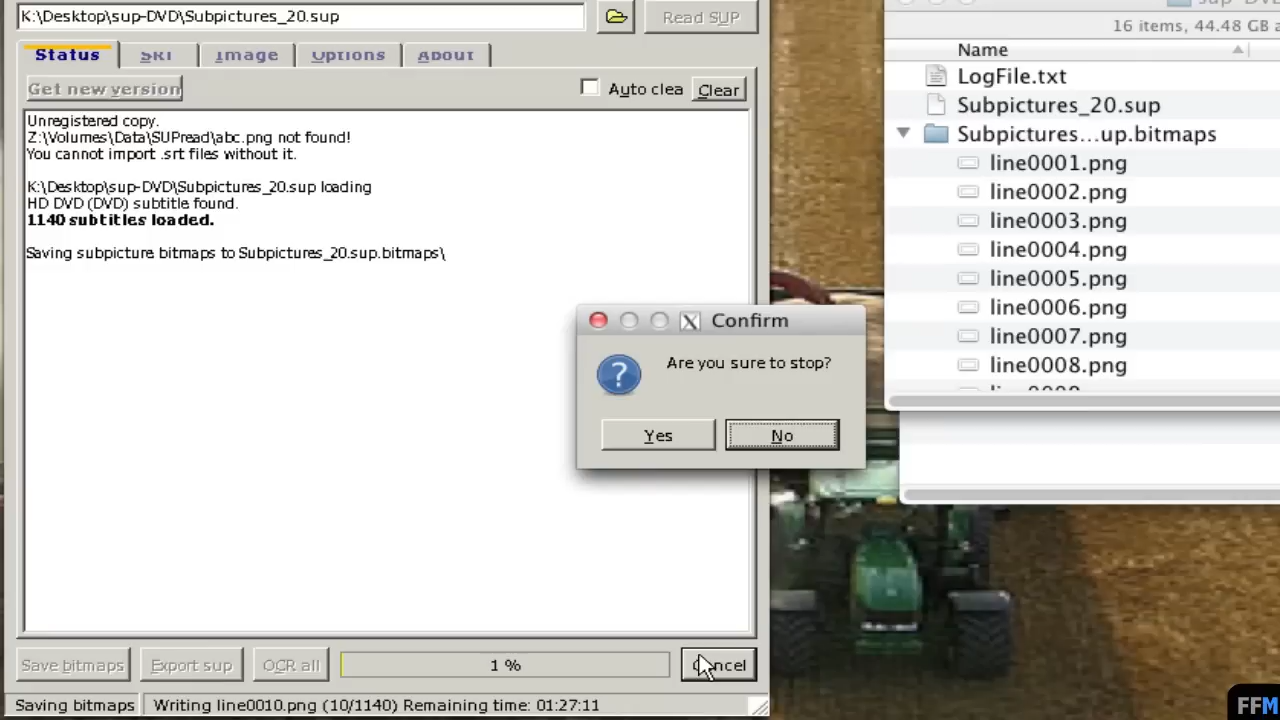 K:\Desktop\sup-DVD\Subpictures_20.sup
Read SUP
Status
SRT
Image
Options
About
Get new version
Auto clea
Clear
Unregistered copy.
Z:\Volumes\Data\SUPread\abc.png not found!
You cannot import .srt files without it.
K:\Desktop\sup-DVD\Subpictures_20.sup loading
HD DVD (DVD) subtitle found.
1140 subtitles loaded.
Saving subpicture bitmaps to Subpictures_20.sup.bitmaps\
Confirm
Are you sure to stop?
Yes
No
Save bitmaps
Export sup
OCR all
1 %
Cancel
Saving bitmaps
Writing line0010.png (10/1140) Remaining time: 01:27:11
16 items, 44.48 GB a
Name
LogFile.txt
Subpictures_20.sup
Subpictures...up.bitmaps
line0001.png
line0002.png
line0003.png
line0004.png
line0005.png
line0006.png
line0007.png
line0008.png
FFM